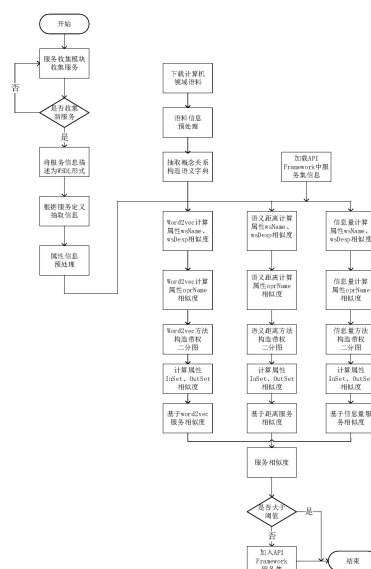 开始
服务收集模块
收集服务
否
是否收集
新服务
是
将服务信息描
述为WSDL形式
根据服务定义
抽取信息
属性信息
预处理
下载计算机
领域语料
语料信息
预处理
抽取概念关系
构造语义字典
加载API
Framework中服
务集信息
Word2vec计算
属性wsName、
wsDesp相似度
语义距离计算
属性wsName、
wsDesp相似度
信息量计算
属性wsName、
wsDesp相似度
Word2vec计算
属性oprName
相似度
语义距离计算
属性oprName
相似度
信息量计算
属性oprName
相似度
Word2vec方法
构造带权
二分图
语义距离方法
构造带权
二分图
信息量方法
构造带权
二分图
计算属性
InSet、OutSet
相似度
计算属性
InSet、OutSet
相似度
计算属性
InSet、OutSe
相似度
基于word2vec
服务相似度
基于距离服务
相似度
基于信息量服
务相似度
服务相似度
是否大于
阈值
是
否
加入API
Framework
服务集
结束